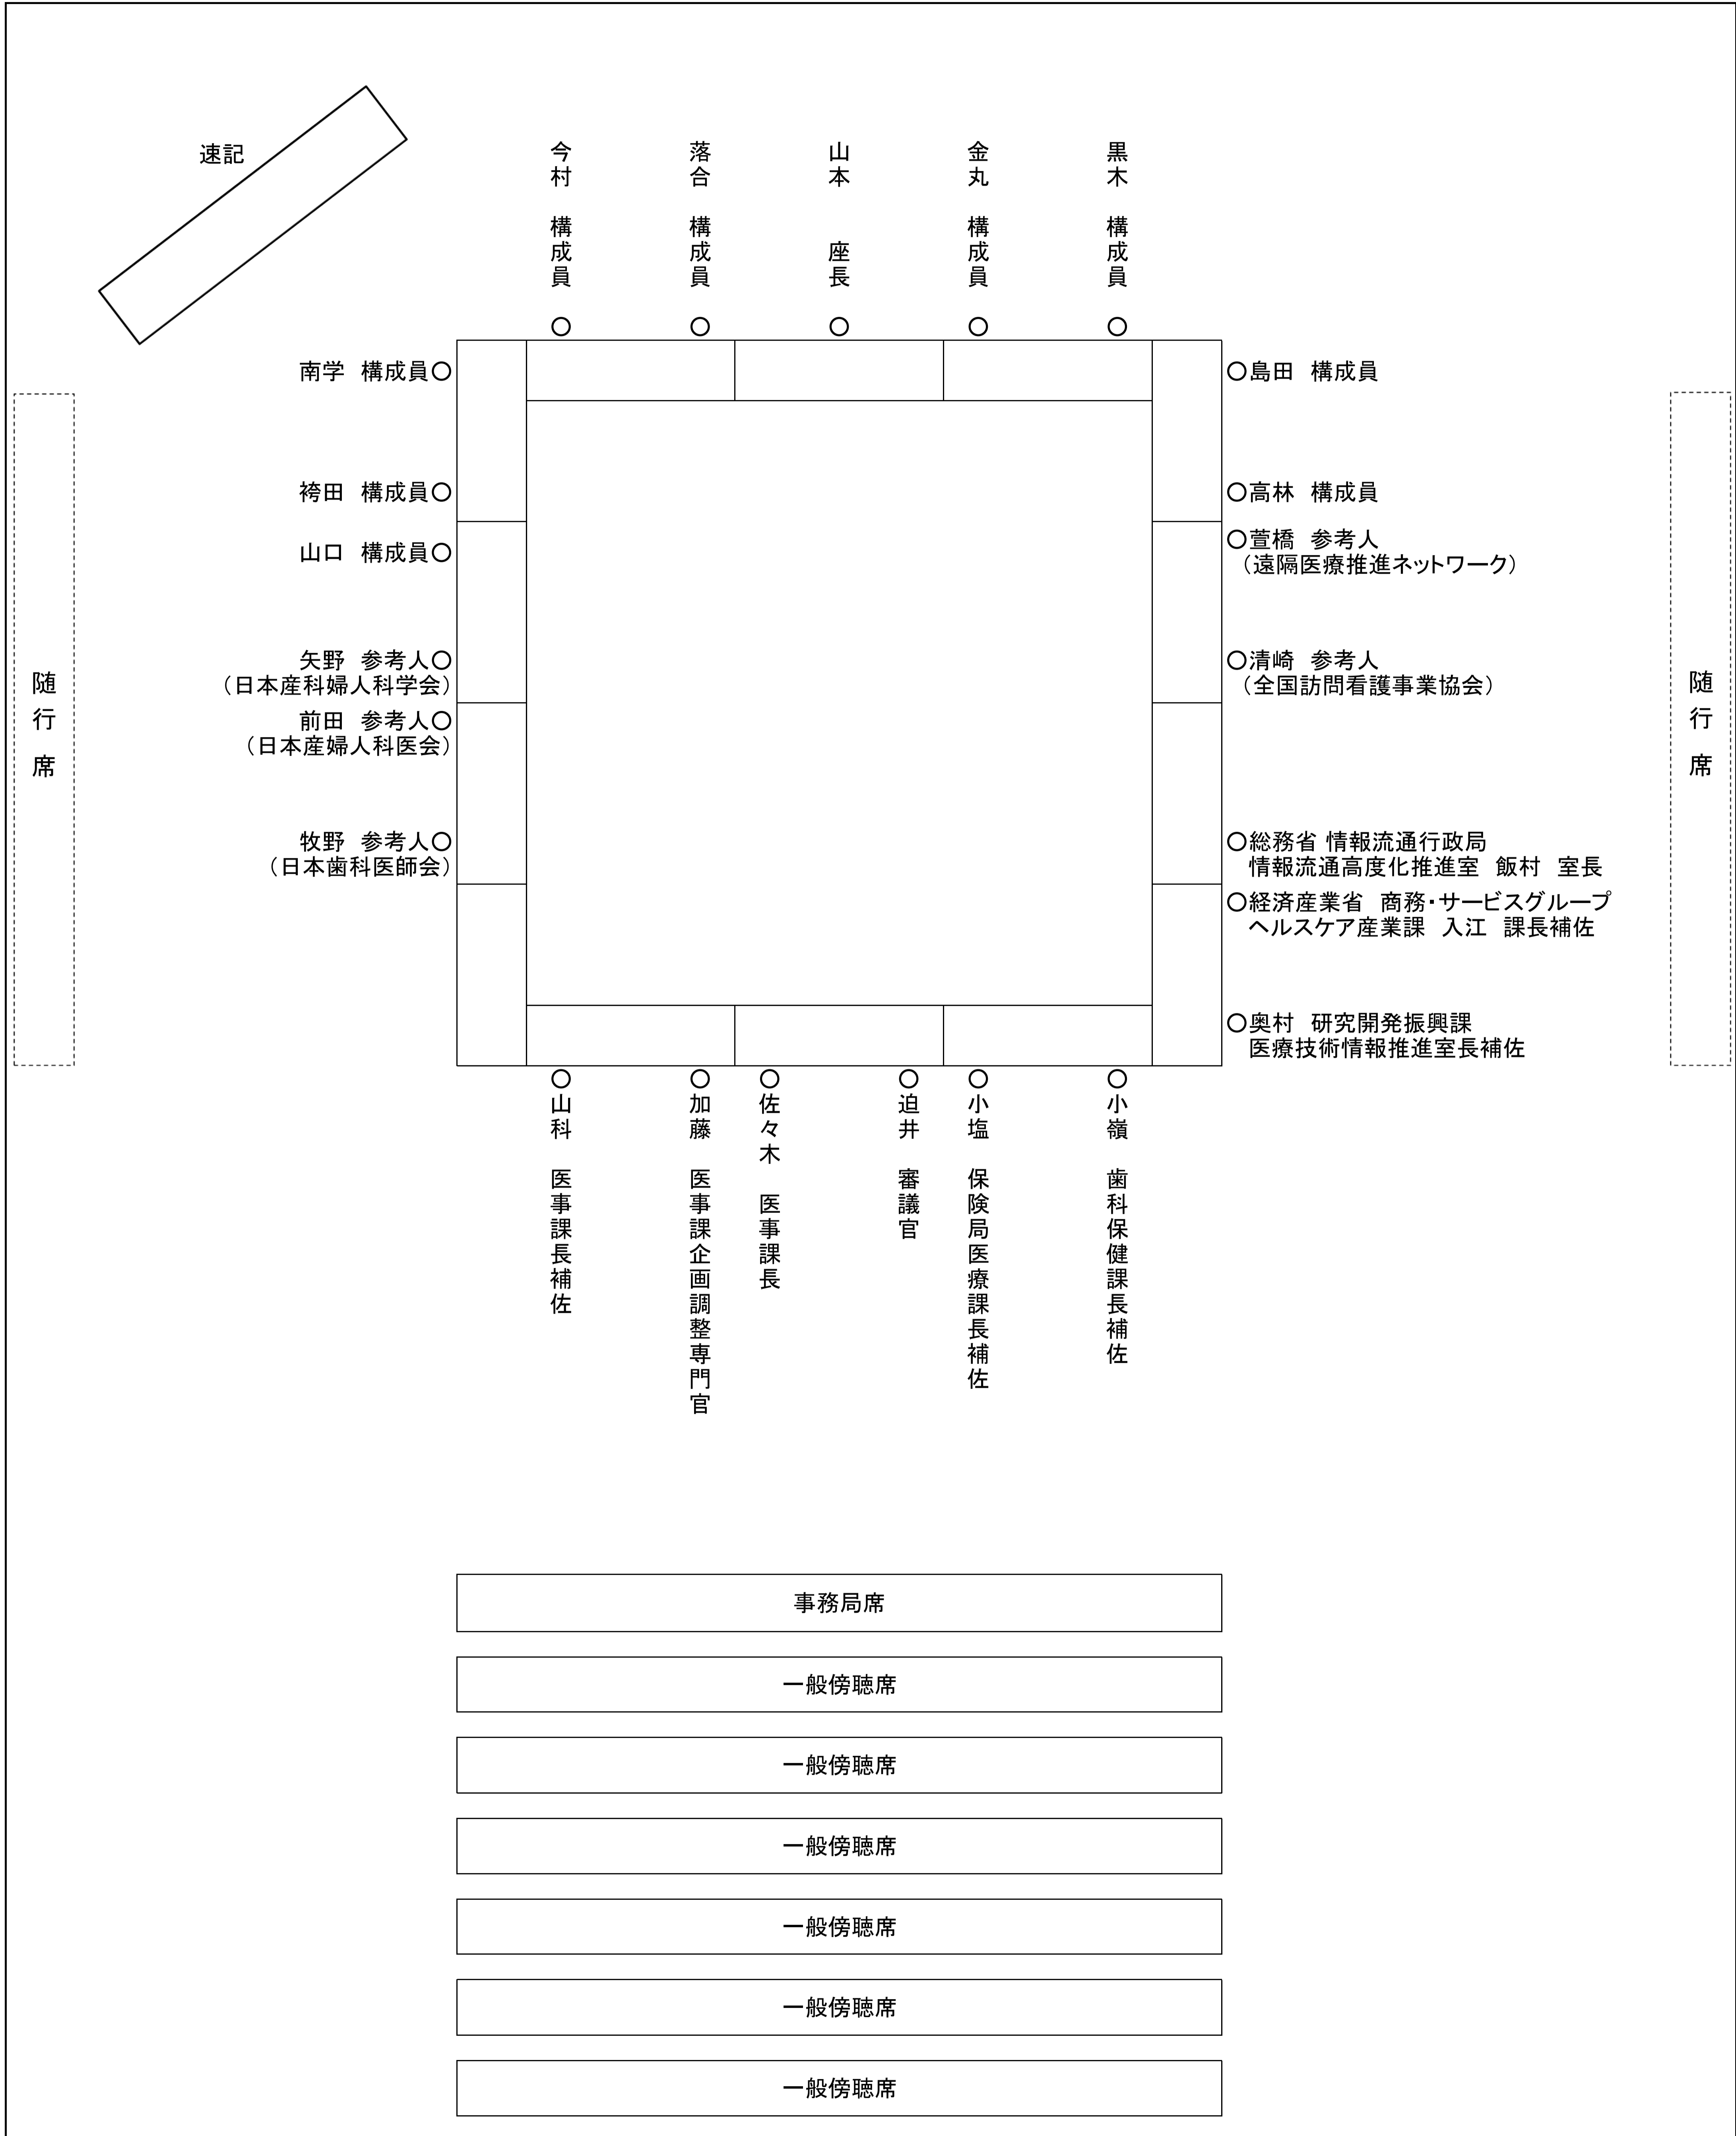 速記
今村　構成員
落合　構成員
山本　座長
金丸　構成員
黒木　構成員
南学　構成員○
袴田　構成員○
山口　構成員○
矢野　参考人○
（日本産科婦人科学会）
前田　参考人○
（日本産婦人科医会）
牧野　参考人○
（日本歯科医師会）
○島田　構成員
○高林　構成員
○萱橋　参考人
（遠隔医療推進ネットワーク）
○清崎　参考人
（全国訪問看護事業協会）
○総務省 情報流通行政局
情報流通高度化推進室　飯村　室長
○経済産業省　商務・サービスグループ
ヘルスケア産業課　入江　課長補佐
○奥村　研究開発振興課
医療技術情報推進室長補佐
随行席
随行席
山科　医事課長補佐
加藤　医事課企画調整専門官
佐々木　医事課長
迫井　審議官
小塩　保険局医療課長補佐
小嶺　歯科保健課長補佐
事務局席
一般傍聴席
一般傍聴席
一般傍聴席
一般傍聴席
一般傍聴席
一般傍聴席